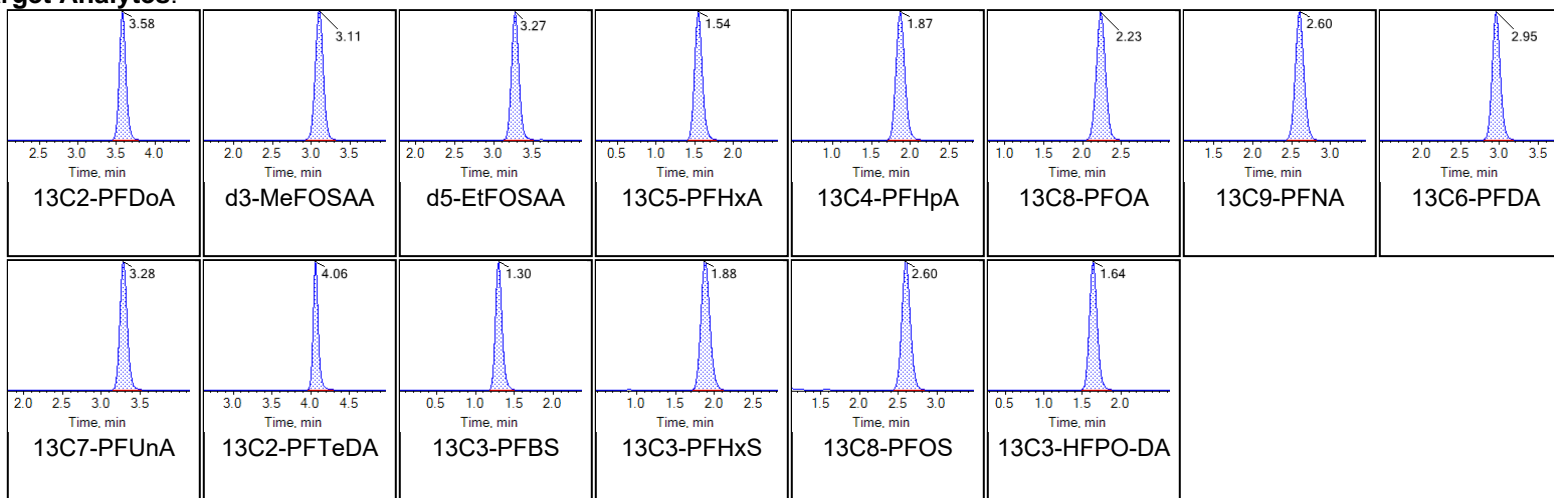 rget Analytes:
3.58 3.11 3.27 1.54 1.87 2.23 2.60 2.95
2.5 3.0 3.5 4.0 2.0 2.5 3.0 3.5 2.0 2.5 3.0 3.5 0.5 1.0 1.5 2.0 1.0 1.5 2.0 2.5 1.0 1.5 2.0 2.5 1.5 2.0 2.5 3.0 2.0 2.5 3.0 3.5
Time, min Time, min Time, min Time, min Time, min Time, min Time, min Time, min
13C2-PFDoA d3-MeFOSAA d5-EtFOSAA 13C5-PFHxA 13C4-PFHpA 13C8-PFOA 13C9-PFNA 13C6-PFDA
3.28 4.06 1.30 1.88 2.60 1.64
2.0 2.5 3.0 3.5 3.0 3.5 4.0 4.5 0.5 1.0 1.5 2.0 1.0 1.5 2.0 2.5 1.5 2.0 2.5 3.0 0.5 1.0 1.5 2.0
Time, min Time, min Time, min Time, min Time, min Time, min
13C7-PFUnA 13C2-PFTeDA 13C3-PFBS 13C3-PFHxS 13C8-PFOS 13C3-HFPO-DA